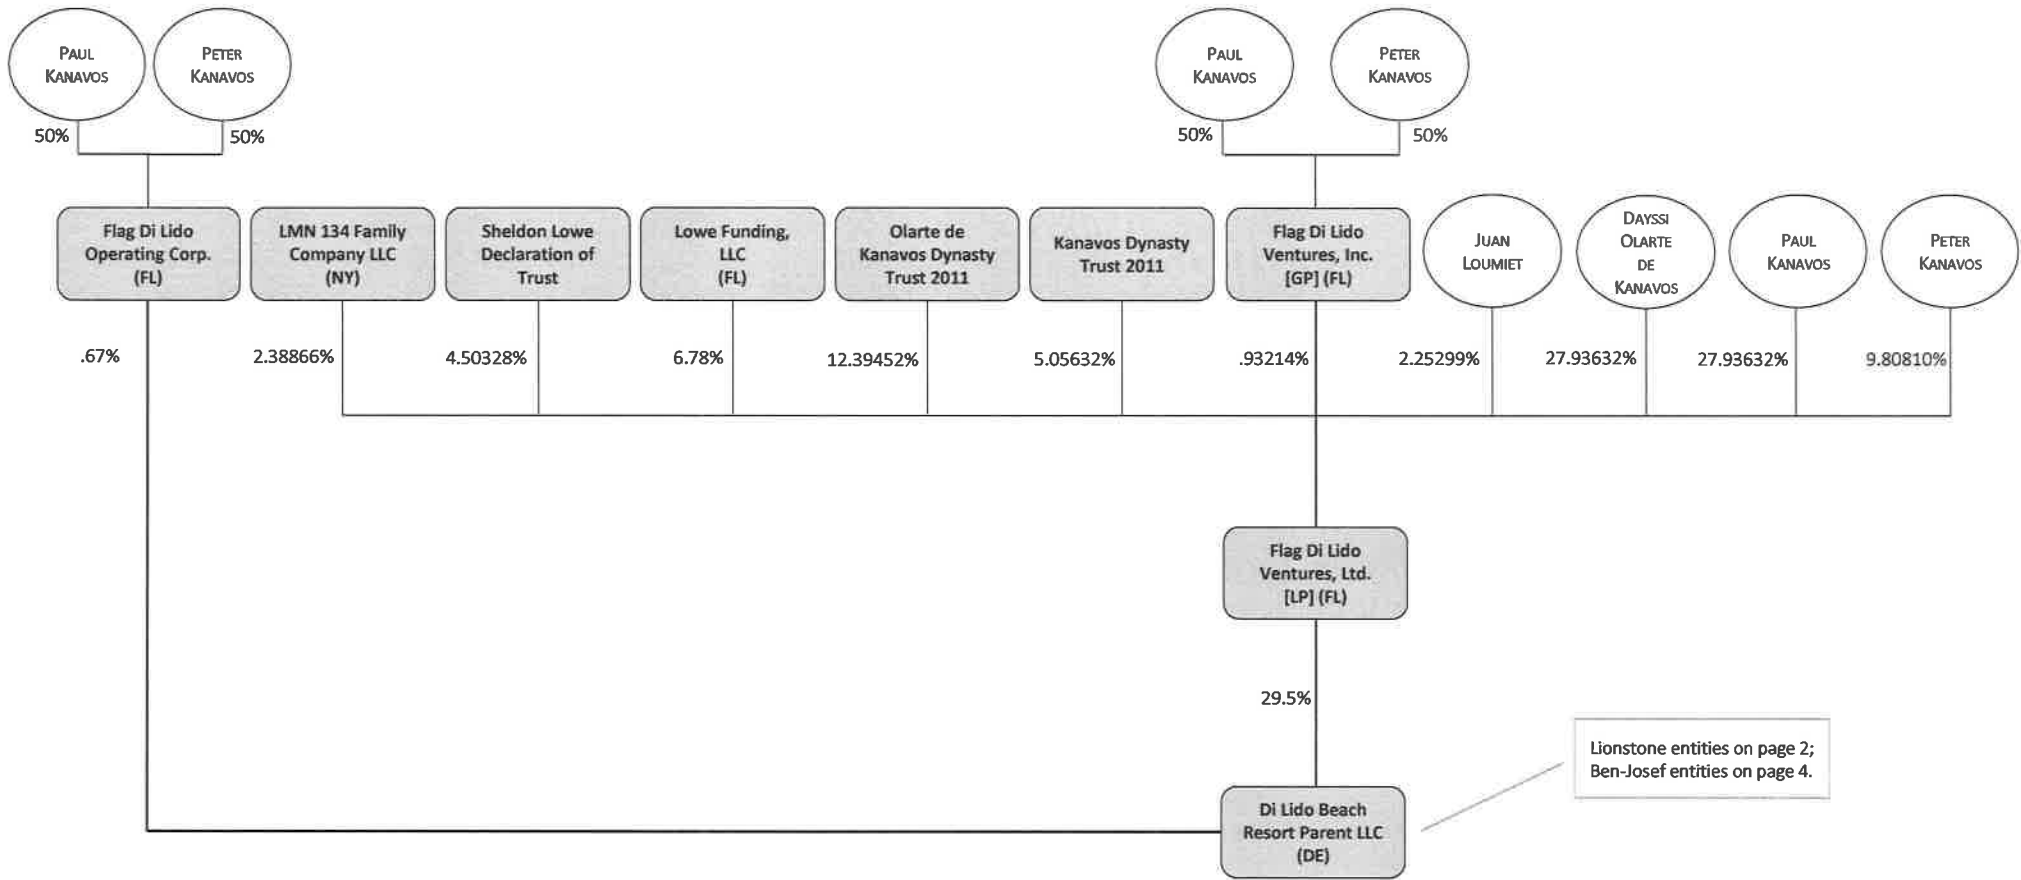 PAUL
KANAVOS
PETER
KANAVOS
50%
50%
PAUL
KANAVOS
PETER
KANAVOS
50%
50%
Flag Di Lido
Operating Corp.
(FL)
LMN 134 Family
Company LLC
(NY)
Sheldon Lowe
Declaration of
Trust
Lowe Funding,
LLC
(FL)
Olarte de
Kanavos Dynasty
Trust 2011
Kanavos Dynasty
Trust 2011
Flag Di Lido
Ventures, Inc.
[GP] (FL)
JUAN
LOUMIET
DAYSSI
OLARTE
DE
KANAVOS
PAUL
KANAVOS
PETER
KANAVOS
.67%
2.38866%
4.50328%
6.78%
12.39452%
5.05632%
.93214%
2.25299%
27.93632%
27.93632%
9.80810%
Flag Di Lido
Ventures, Ltd.
[LP] (FL)
29.5%
Lionstone entities on page 2;
Ben-Josef entities on page 4.
Di Lido Beach
Resort Parent LLC
(DE)